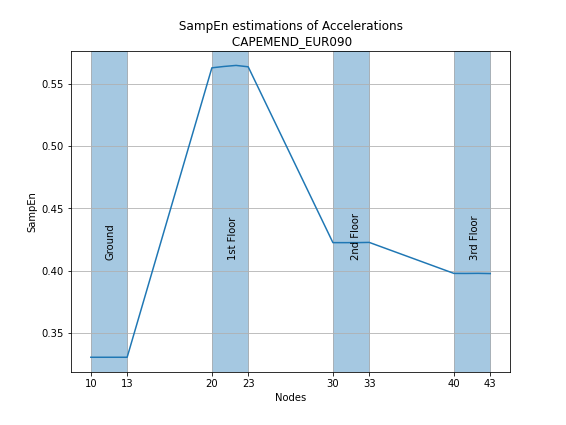 SampEn estimations of Accelerations
CAPEMEND_EUR090
SampEn
0.55
0.50
0.45
0.40
0.35
Ground
1st Floor
2nd Floor
3rd Floor
10 13 20 23 30 33 40 43
Nodes